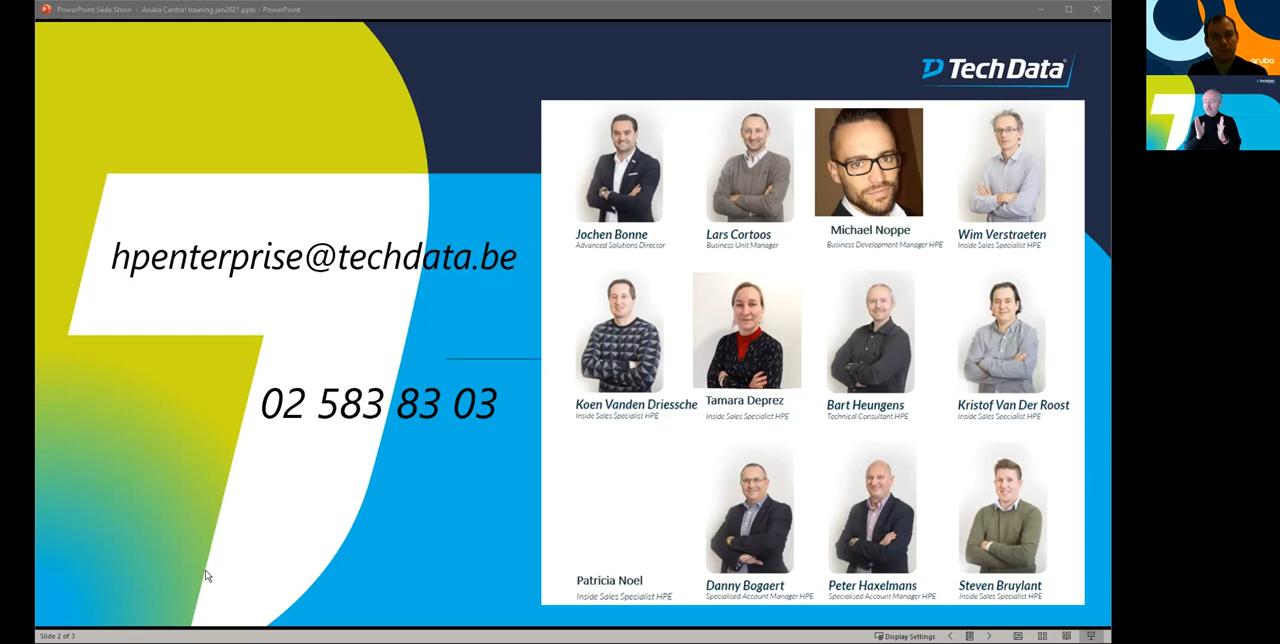 PowerPoint Slide Show - Aruba Central training jan2021.pptx - PowerPoint
TechData
aruba
hpenterprise@techdata.be
02 583 83 03
Jochen Bonne
Advanced Solutions Director
Lars Cortoos
Business Unit Manager
Michael Noppe
Business Development Manager HPE
Wim Verstraeten
Inside Sales Specialist HPE
Koen Vanden Driessche
Inside Sales Specialist HPE
Tamara Deprez
Inside Sales Specialist HPE
Bart Heungens
Technical Consultant HPE
Kristof Van Der Roost
Inside Sales Specialist HPE
Patricia Noel
Inside Sales Specialist HPE
Danny Bogaert
Specialised Account Manager HPE
Peter Haxelmans
Specialised Account Manager HPE
Steven Bruylant
Inside Sales Specialist HPE
Slide 2 of 3
Display Settings